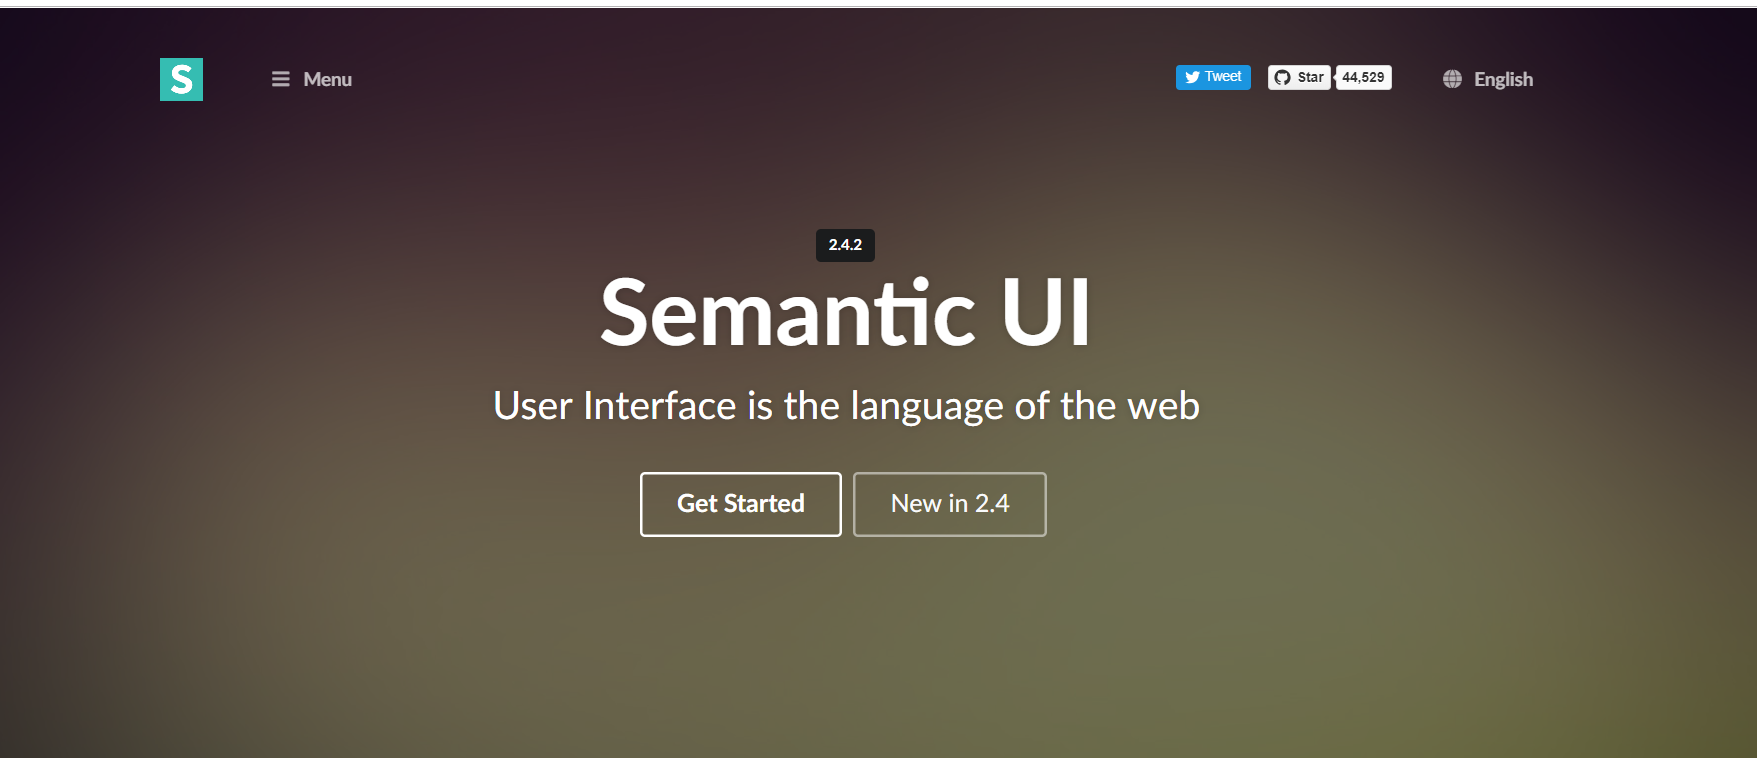 S
Menu
Tweet
Star
44,529
English
2.4.2
Semantic UI
User Interface is the language of the web
Get Started
New in 2.4